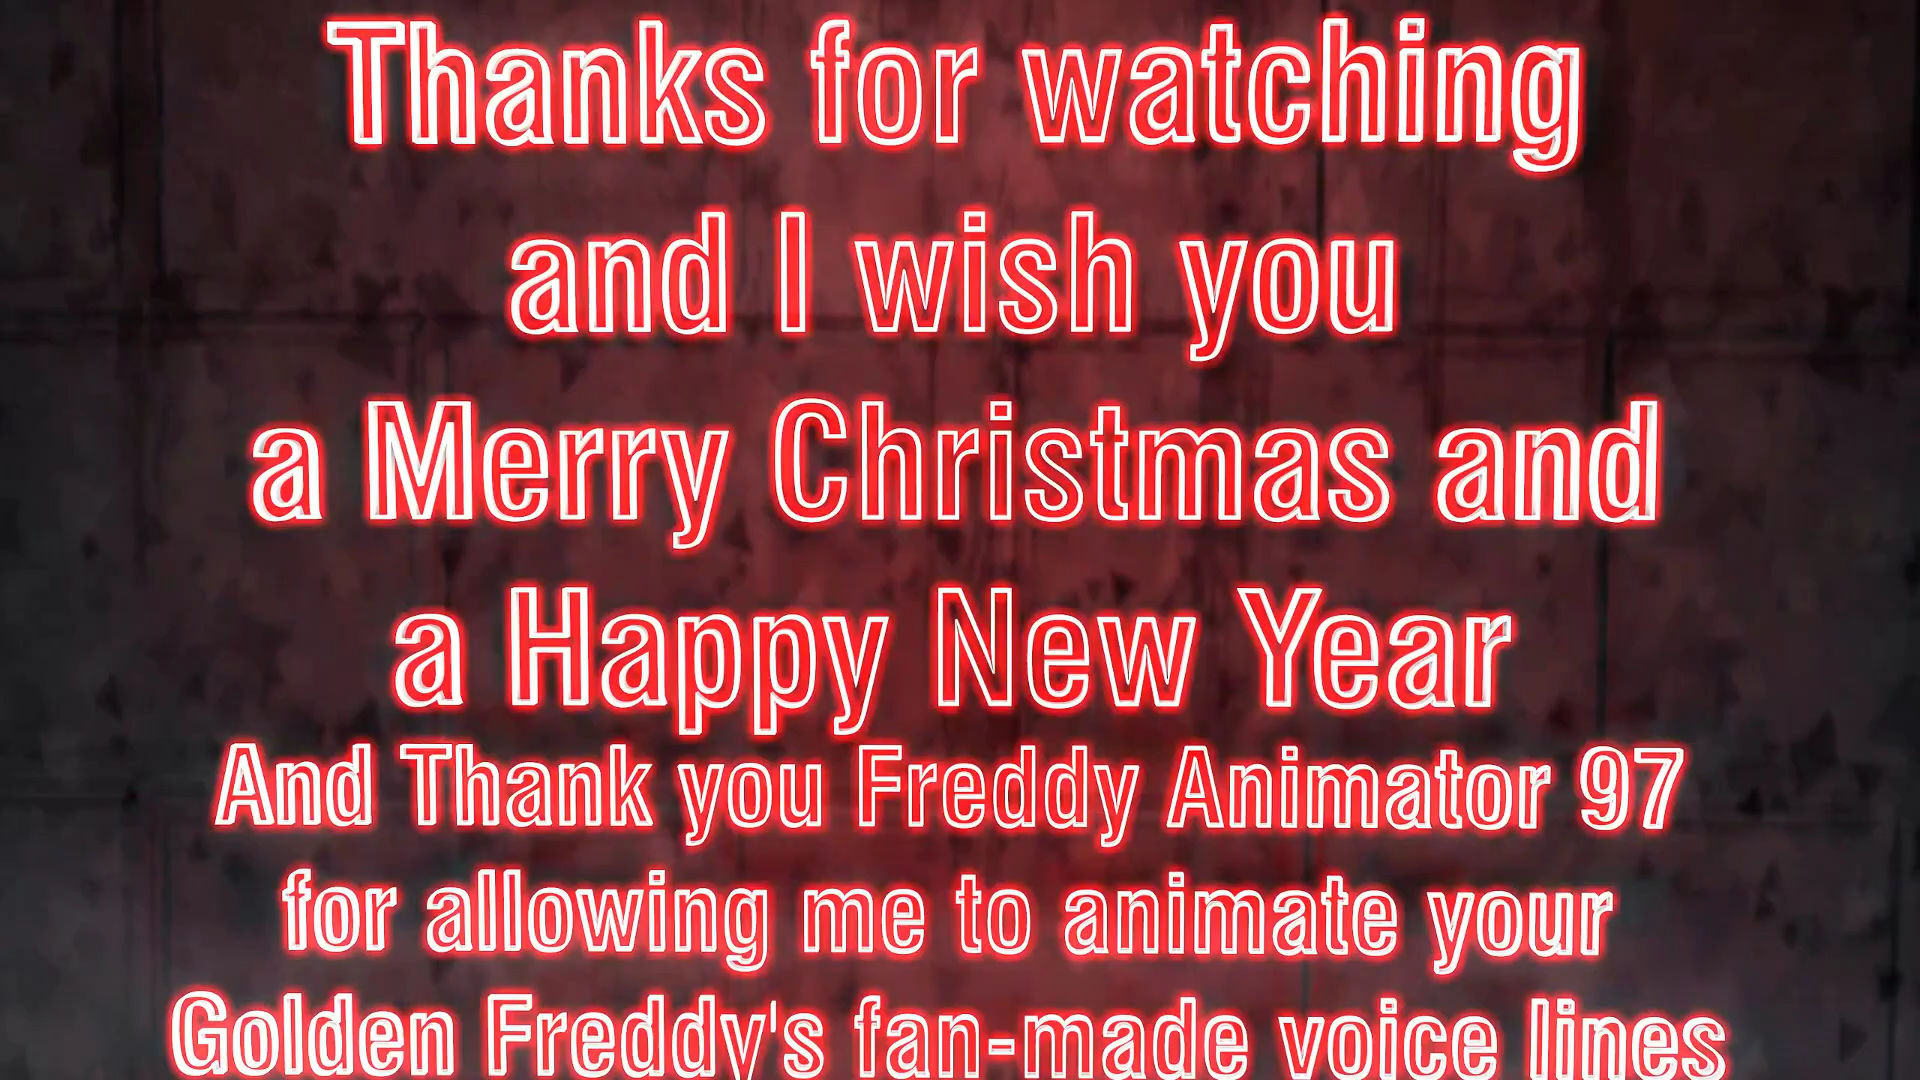 Thanks for watching
and I wish you
a Merry Christmas and
a Happy New Year
And Thank you Freddy Animator 97
for allowing me to animate your
Golden Freddy's fan-made voice lines